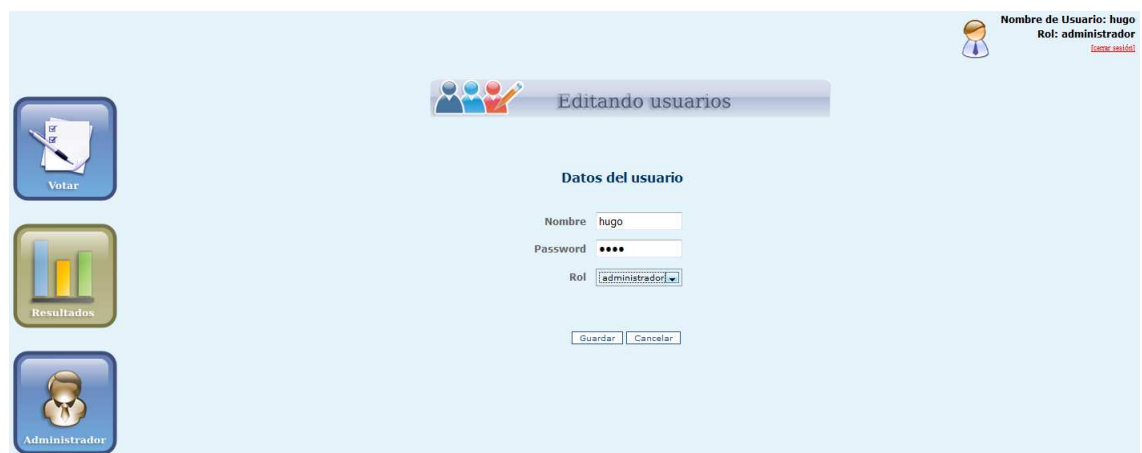 Nombre de Usuario: hugo
Rol: administrador
[cerrar sesión]
Editando usuarios
Votar
Datos del usuario
Nombre hugo
Password ••••
Rol administrador
Resultados
Guardar Cancelar
Administrador